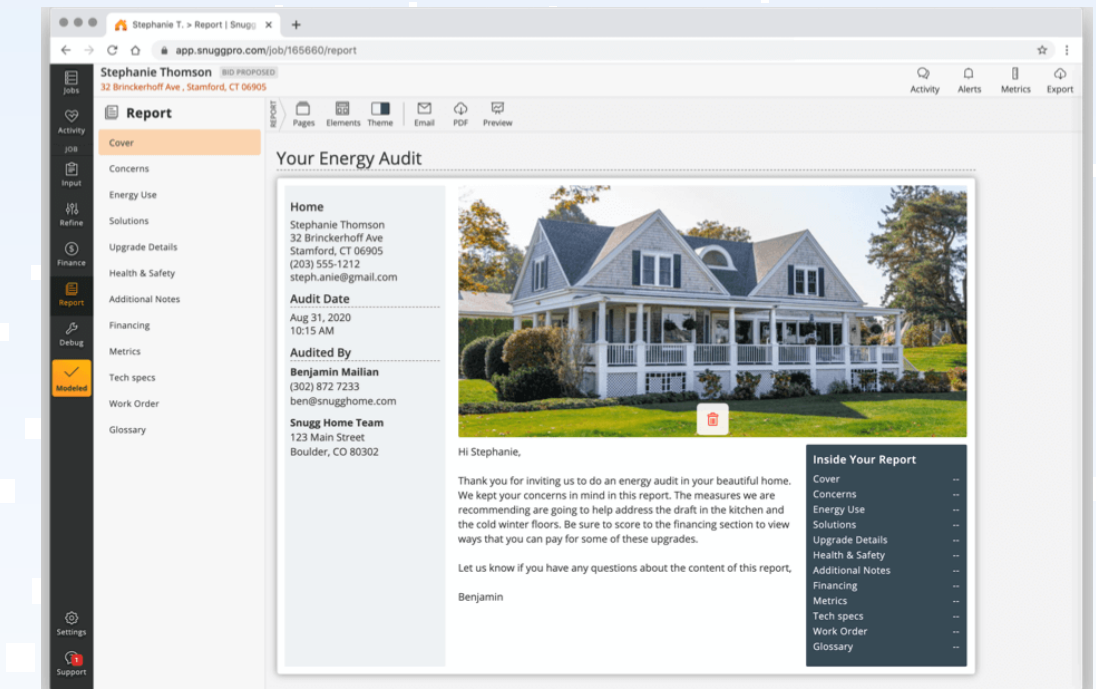 Stephanie T. > Report | Snugg
app.snuggpro.com/job/165660/report
Jobs
Activity
JOB
Input
Refine
Finance
Report
Debug
Modeled
Settings
1
Support
Stephanie Thomson BID PROPOSED
32 Brinckerhoff Ave , Stamford, CT 06905
Activity Alerts Metrics Export
Report
Cover
Concerns
Energy Use
Solutions
Upgrade Details
Health & Safety
Additional Notes
Financing
Metrics
Tech specs
Work Order
Glossary
REPORT
Pages Elements Theme Email PDF Preview
Your Energy Audit
Home
Stephanie Thomson
32 Brinckerhoff Ave
Stamford, CT 06905
(203) 555-1212
steph.anie@gmail.com
Audit Date
Aug 31, 2020
10:15 AM
Audited By
Benjamin Mailian
(302) 872 7233
ben@snugghome.com
Snugg Home Team
123 Main Street
Boulder, CO 80302
Hi Stephanie,
Thank you for inviting us to do an energy audit in your beautiful home.
We kept your concerns in mind in this report. The measures we are
recommending are going to help address the draft in the kitchen and
the cold winter floors. Be sure to score to the financing section to view
ways that you can pay for some of these upgrades.
Let us know if you have any questions about the content of this report,
Benjamin
Inside Your Report
Cover --
Concerns --
Energy Use --
Solutions --
Upgrade Details --
Health & Safety --
Additional Notes --
Financing --
Metrics --
Tech specs --
Work Order --
Glossary --